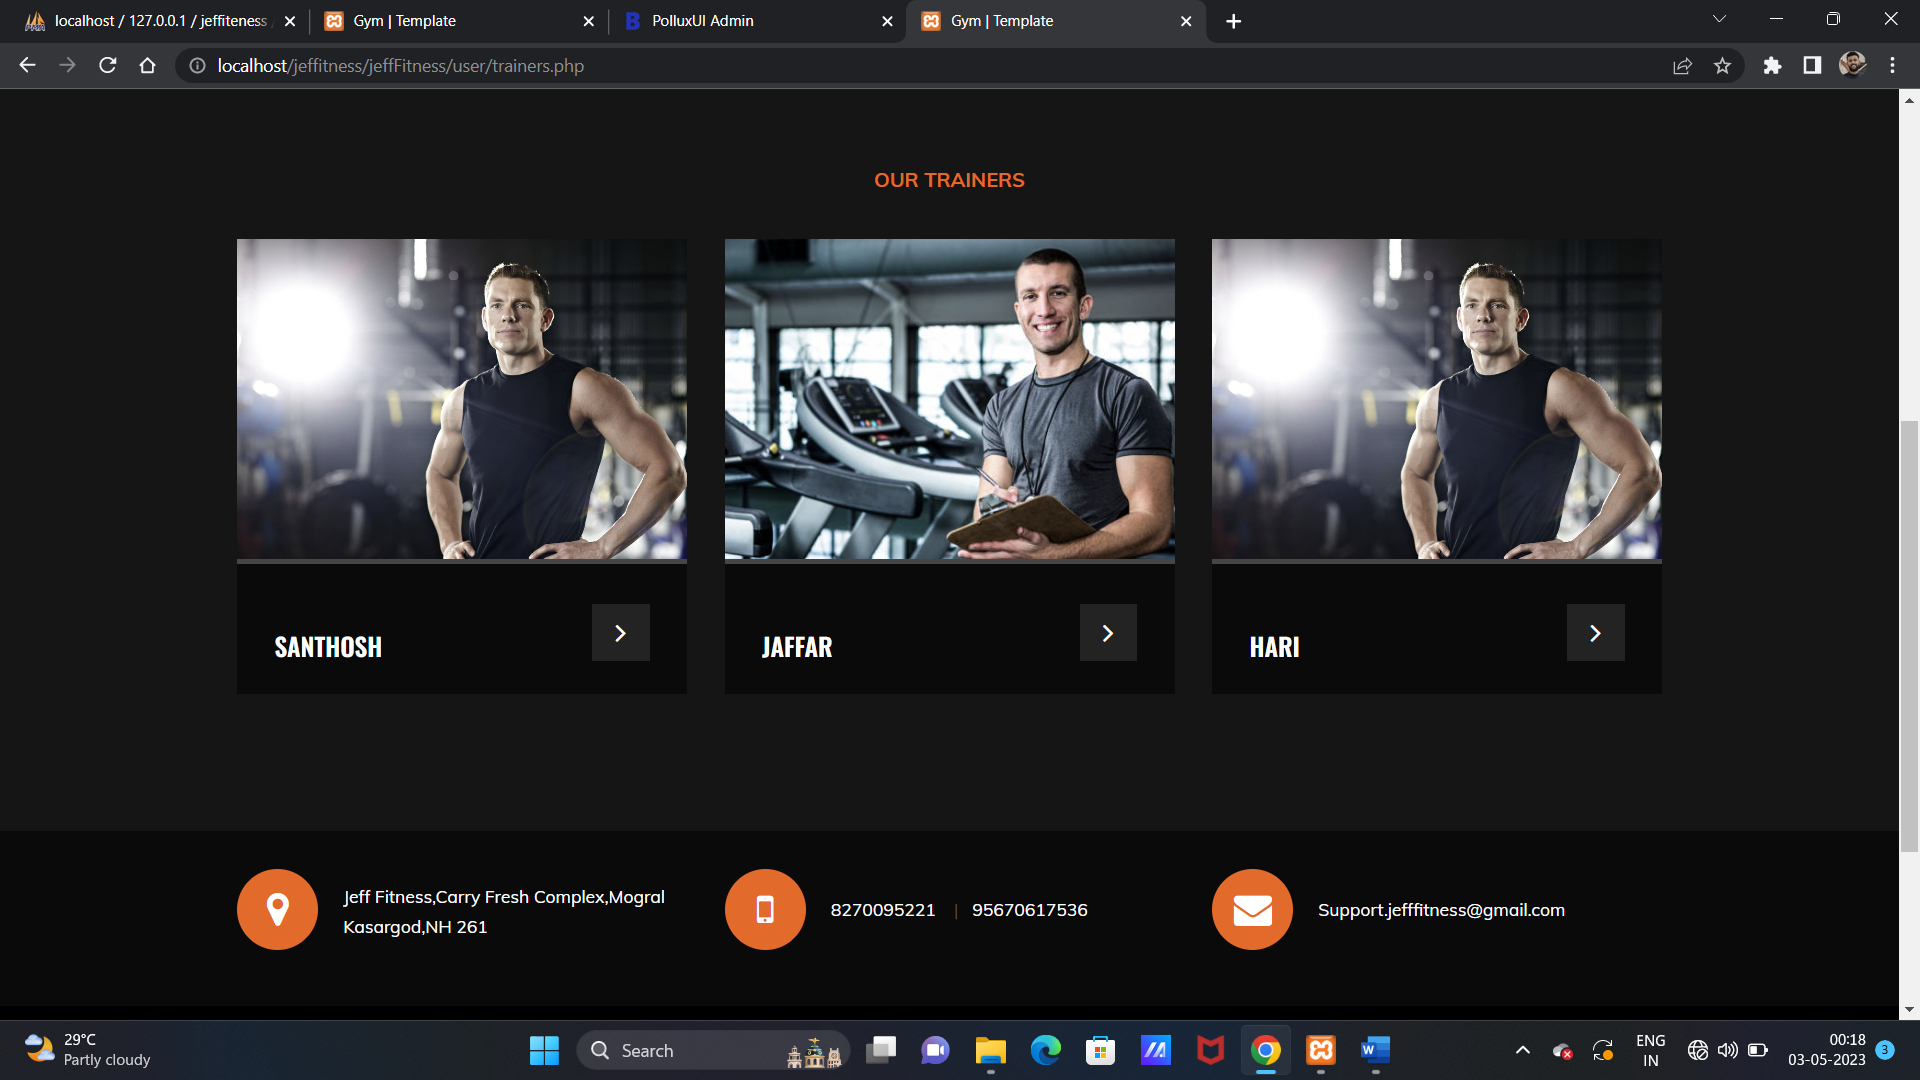 localhost / 127.0.0.1 / jeffiteness
Gym | Template
PolluxUI Admin
Gym | Template
localhost/jeffitness/jeffFitness/user/trainers.php
OUR TRAINERS
SANTHOSH
JAFFAR
HARI
Jeff Fitness,Carry Fresh Complex,Mogral
Kasargod,NH 261
8270095221 | 95670617536
Support.jefffitness@gmail.com
29°C
Partly cloudy
Search
ENG
IN
00:18
03-05-2023
3